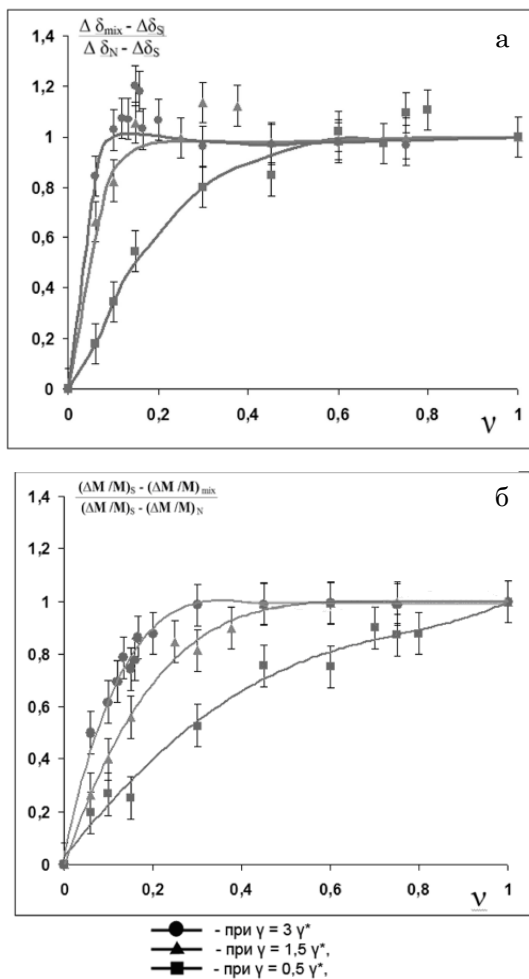 Δ δmix - ΔδS
Δ δN - ΔδS
а
1,4
1,2
1
0,8
0,6
0,4
0,2
0
0 0,2 0,4 0,6 0,8 1
ν
(ΔM /M)S - (ΔM /M) mix
(ΔM /M)S - (ΔM /M)N
б
1,4
1,2
1
0,8
0,6
0,4
0,2
0
0 0,2 0,4 0,6 0,8 1
ν
- при γ = 3 γ*
- при γ = 1,5 γ*,
- при γ = 0,5 γ*,